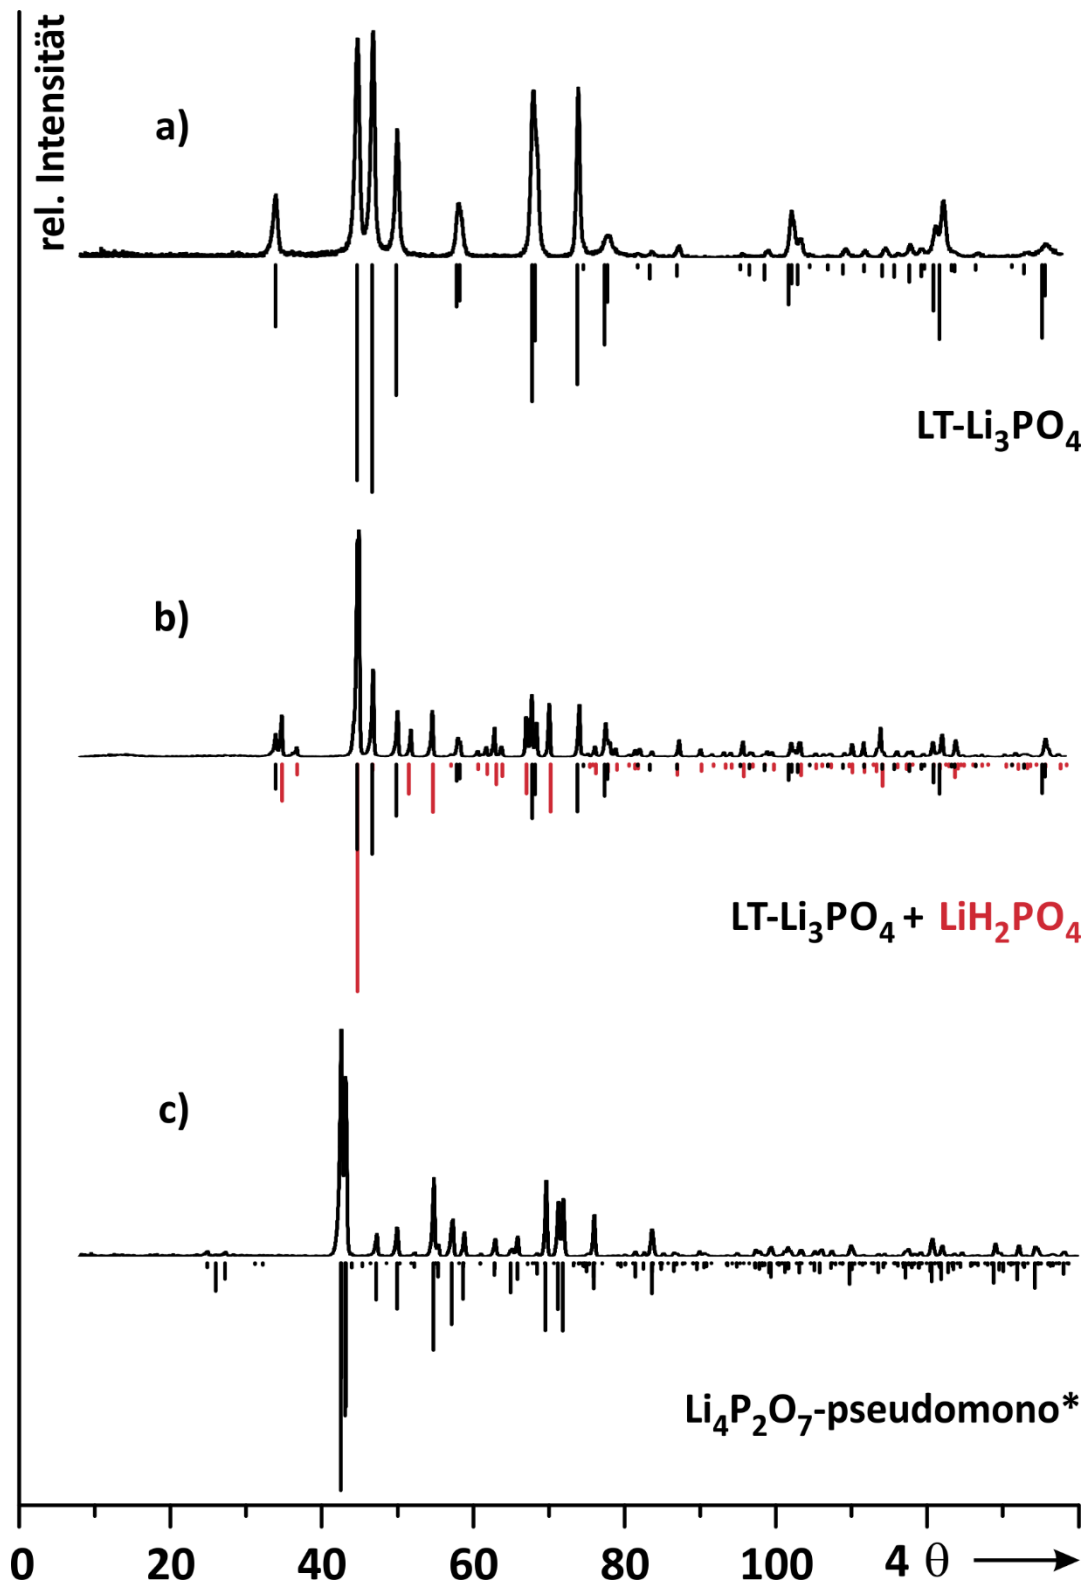 rel. Intensität
a)
LT-Li₃PO₄
b)
LT-Li₃PO₄ + LiH₂PO₄
c)
Li₄P₂O₇-pseudomono*
0 20 40 60 80 100 4 θ